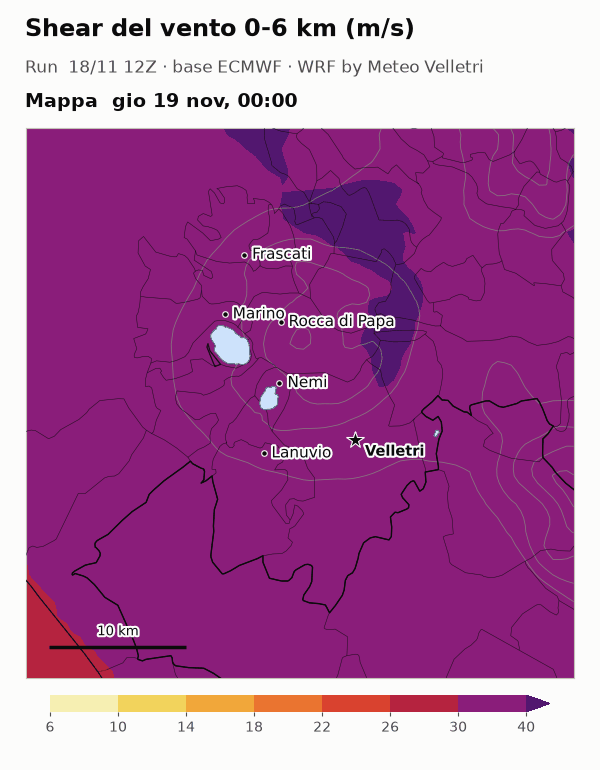 Shear del vento 0-6 km (m/s)
Run  18/11 12Z · base ECMWF · WRF by Meteo Velletri
Mappa  gio 19 nov, 00:00
Frascati
Marino
Rocca di Papa
Nemi
Velletri
Lanuvio
10 km
6 10 14 18 22 26 30 40